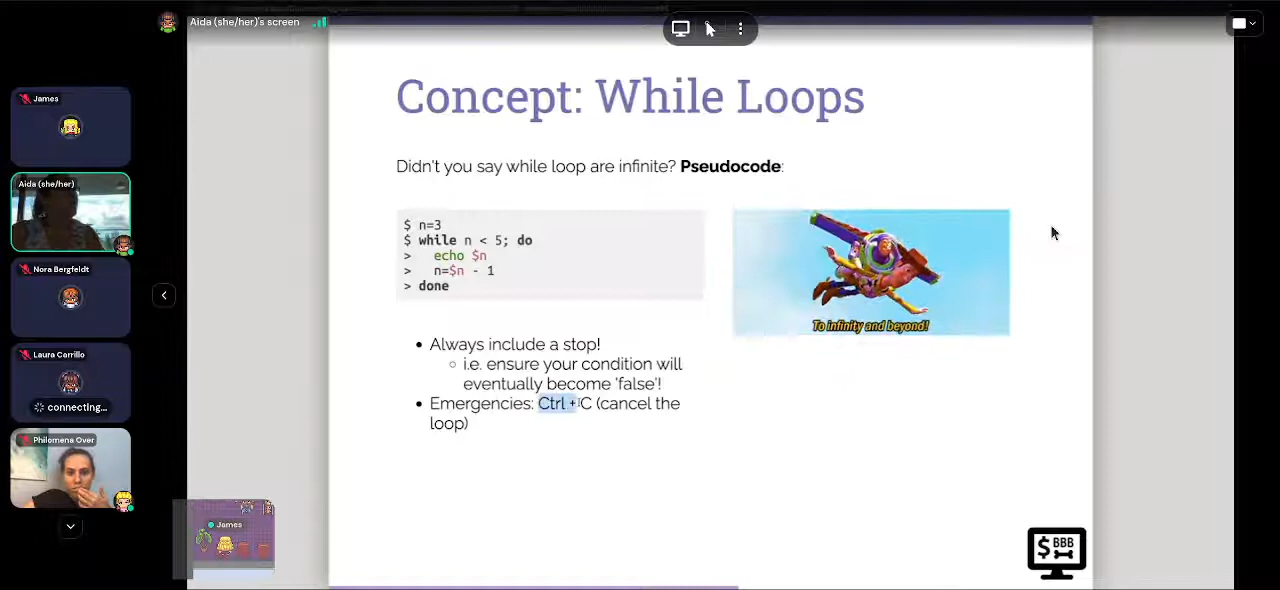 Aida (she/her)'s screen
James
Aida (she/her)
Nora Bergfeldt
Laura Carrillo
connecting...
Philomena Over
James
Concept: While Loops
Didn't you say while loop are infinite? Pseudocode:
$ n=3
$ while n < 5; do
> echo $n
> n=$n - 1
> done
To infinity and beyond!
• Always include a stop!
○ i.e. ensure your condition will
eventually become 'false'!
• Emergencies: Ctrl + C (cancel the
loop)
$ BBB